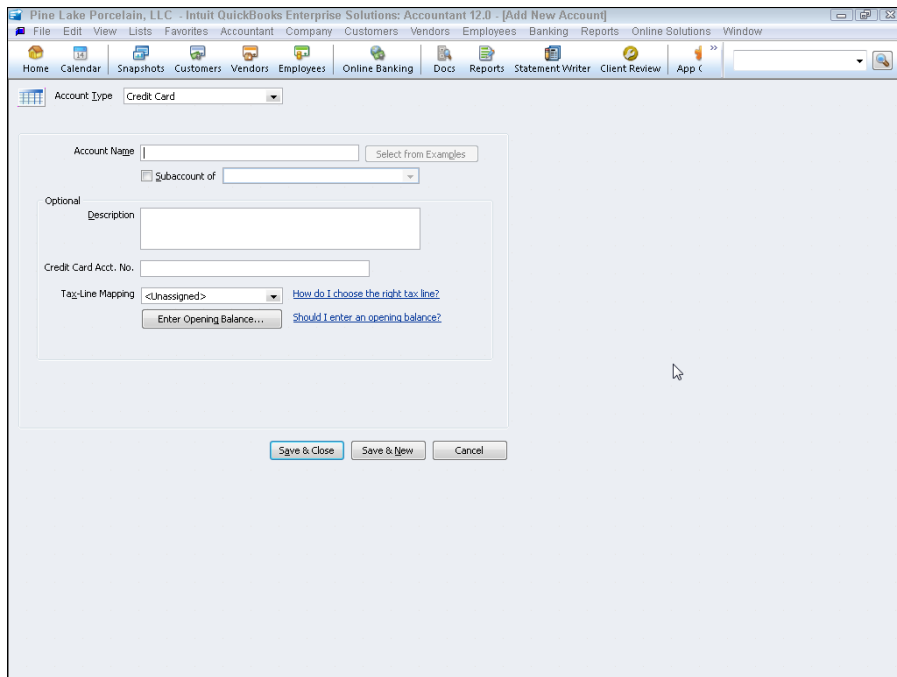 Pine Lake Porcelain, LLC - Intuit QuickBooks Enterprise Solutions: Accountant 12.0 - [Add New Account]
File Edit View Lists Favorites Accountant Company Customers Vendors Employees Banking Reports Online Solutions Window
Home Calendar Snapshots Customers Vendors Employees Online Banking Docs Reports Statement Writer Client Review App »
Account Type Credit Card
Account Name Select from Examples
Subaccount of
Optional
Description
Credit Card Acct. No.
Tax-Line Mapping <Unassigned> How do I choose the right tax line?
Enter Opening Balance... Should I enter an opening balance?
Save & Close Save & New Cancel